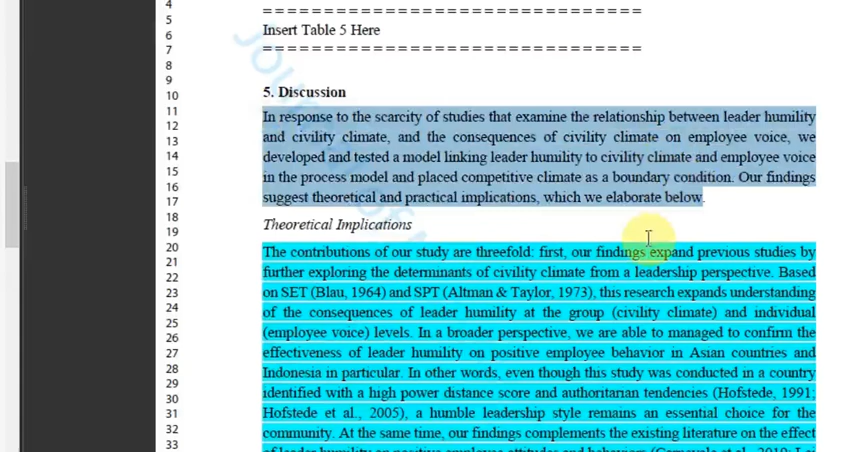 4
= = = = = = = = = = = = = = = = = = = = = = = = = = = = = = =
5
Insert Table 5 Here
6
= = = = = = = = = = = = = = = = = = = = = = = = = = = = = = =
7
8
9
5. Discussion
10
11
In response to the scarcity of studies that examine the relationship between leader humility
12
and civility climate, and the consequences of civility climate on employee voice, we
13
14
developed and tested a model linking leader humility to civility climate and employee voice
15
in the process model and placed competitive climate as a boundary condition. Our findings
16
suggest theoretical and practical implications, which we elaborate below.
17
18
Theoretical Implications
19
20
The contributions of our study are threefold: first, our findings expand previous studies by
21
further exploring the determinants of civility climate from a leadership perspective. Based
22
23
on SET (Blau, 1964) and SPT (Altman & Taylor, 1973), this research expands understanding
24
of the consequences of leader humility at the group (civility climate) and individual
25
(employee voice) levels. In a broader perspective, we are able to managed to confirm the
26
27
effectiveness of leader humility on positive employee behavior in Asian countries and
28
Indonesia in particular. In other words, even though this study was conducted in a country
29
identified with a high power distance score and authoritarian tendencies (Hofstede, 1991;
30
31
Hofstede et al., 2005), a humble leadership style remains an essential choice for the
32
community. At the same time, our findings complements the existing literature on the effect
33
Journal of